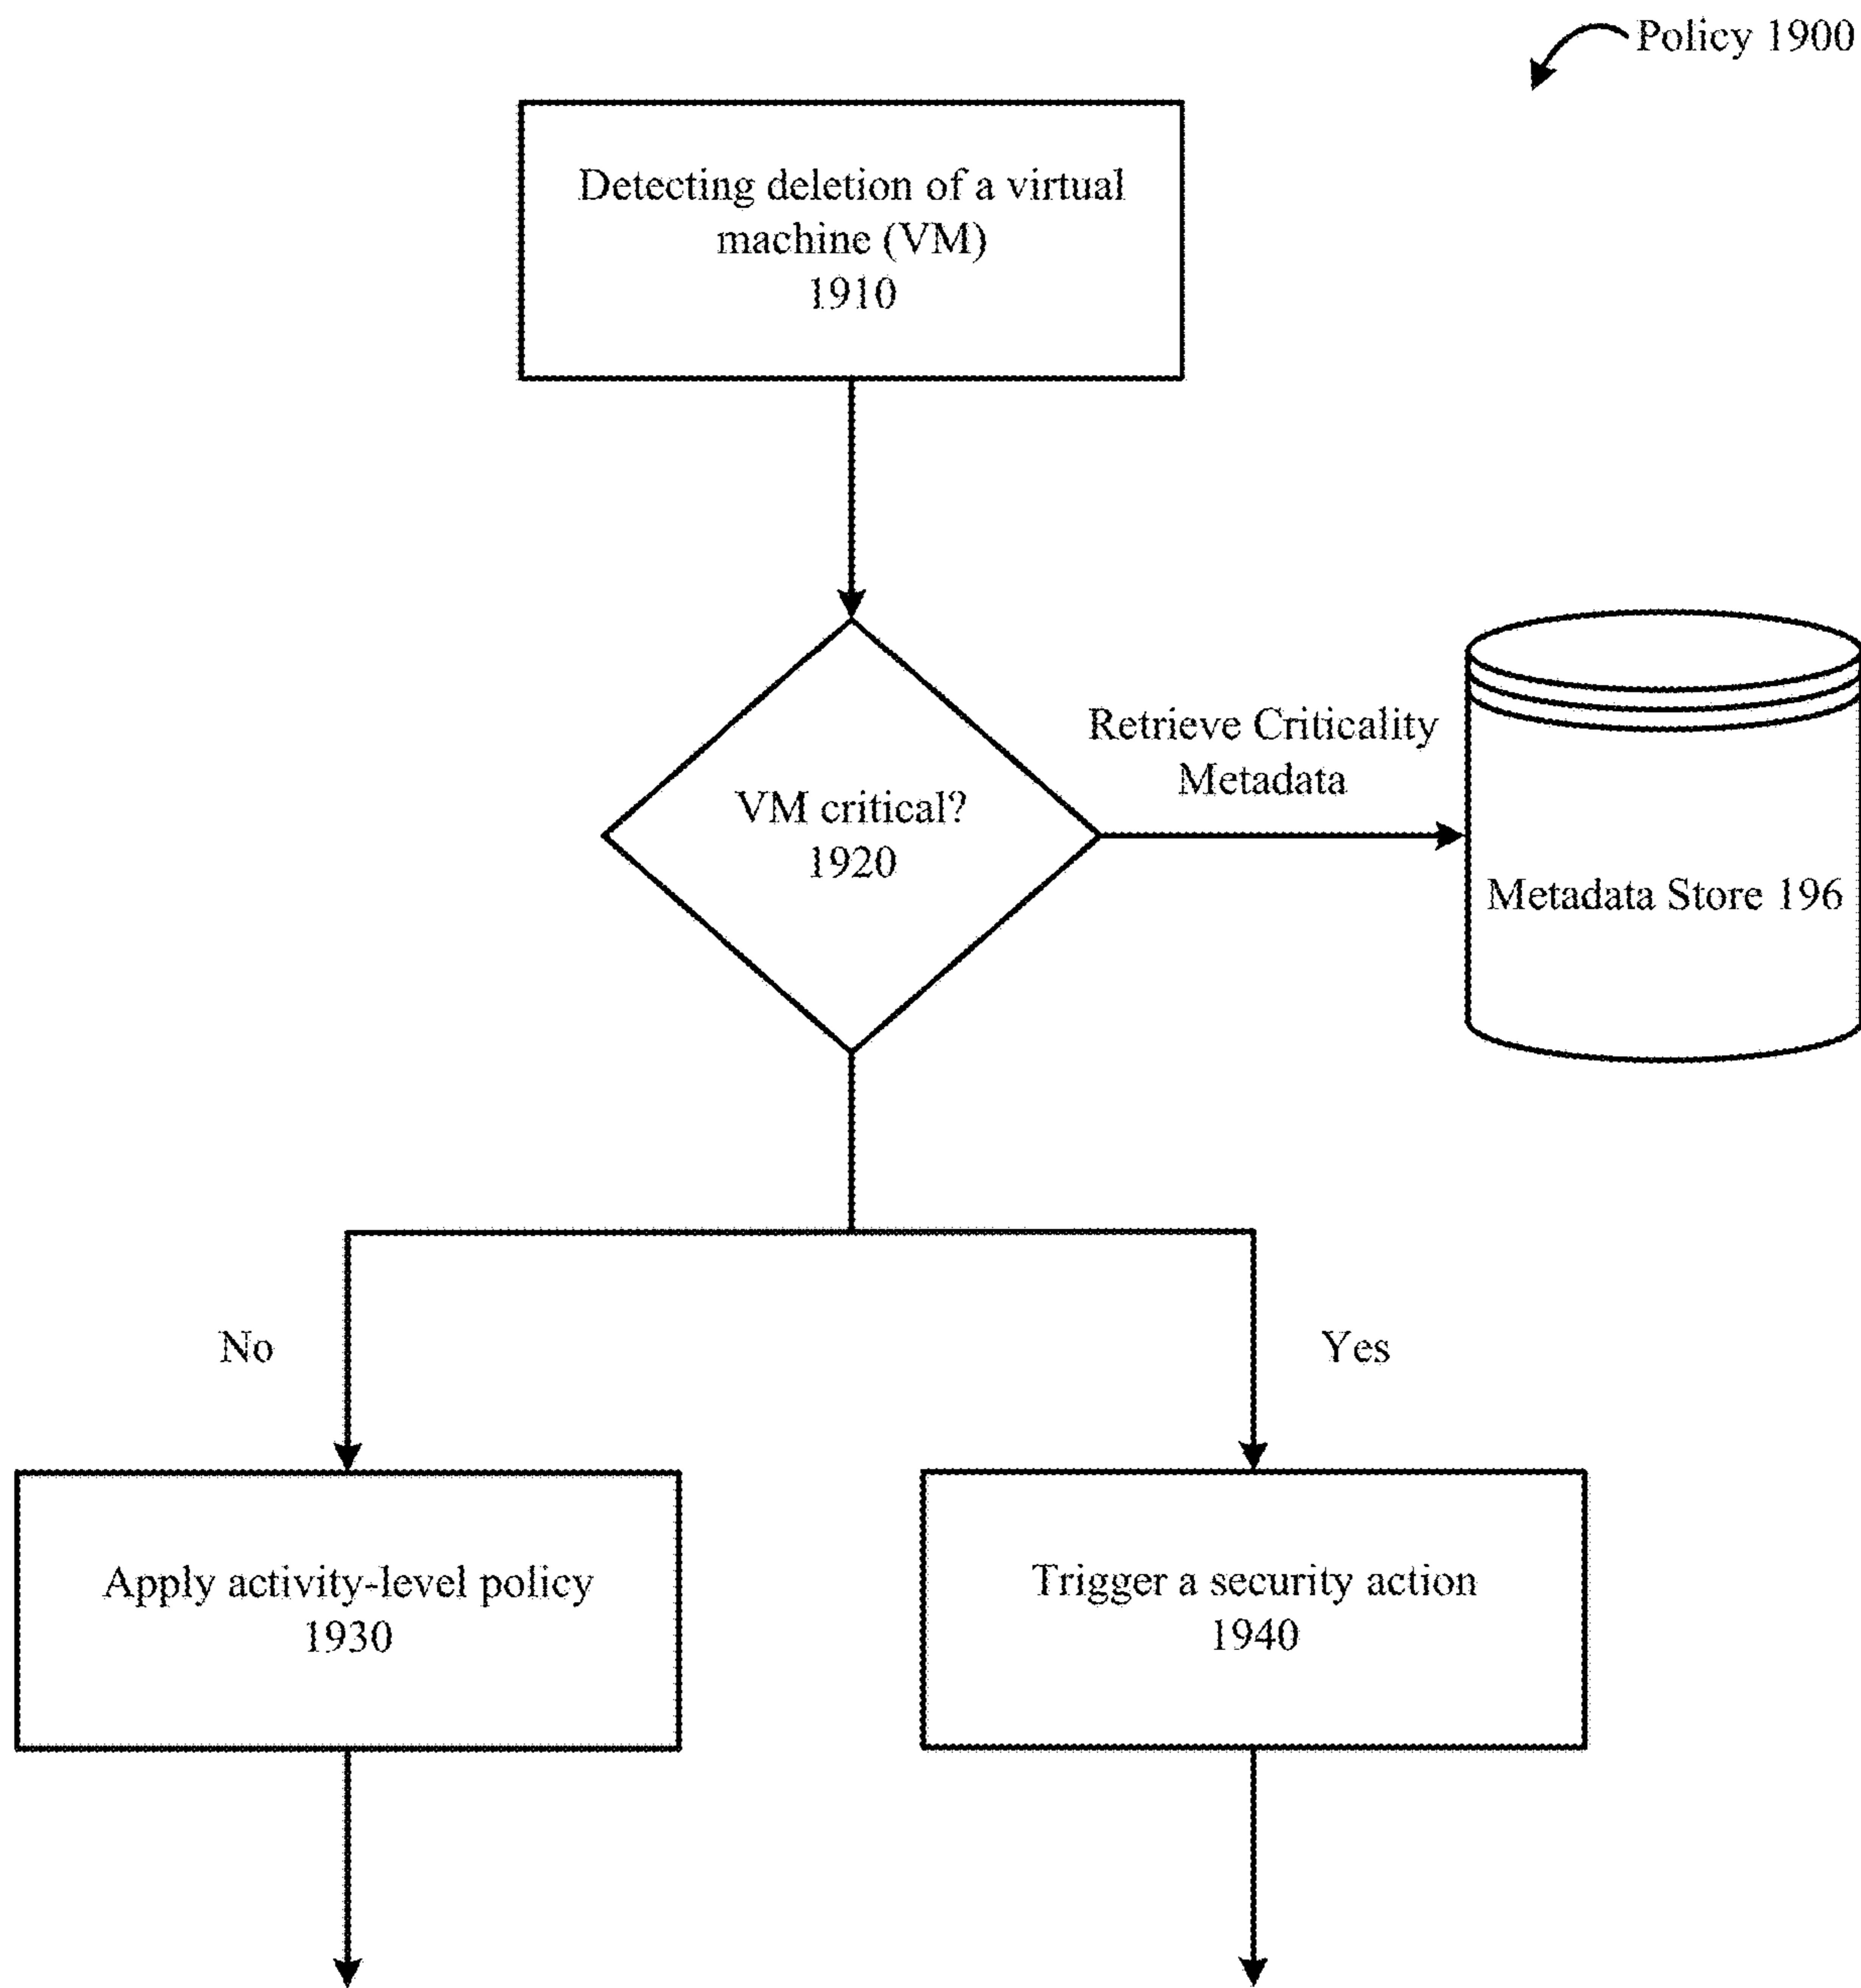 Policy 1900
Detecting deletion of a virtual
machine (VM)
1910
Retrieve Criticality
Metadata
VM critical?
1920
Metadata Store 196
No
Yes
Apply activity-level policy
1930
Trigger a security action
1940